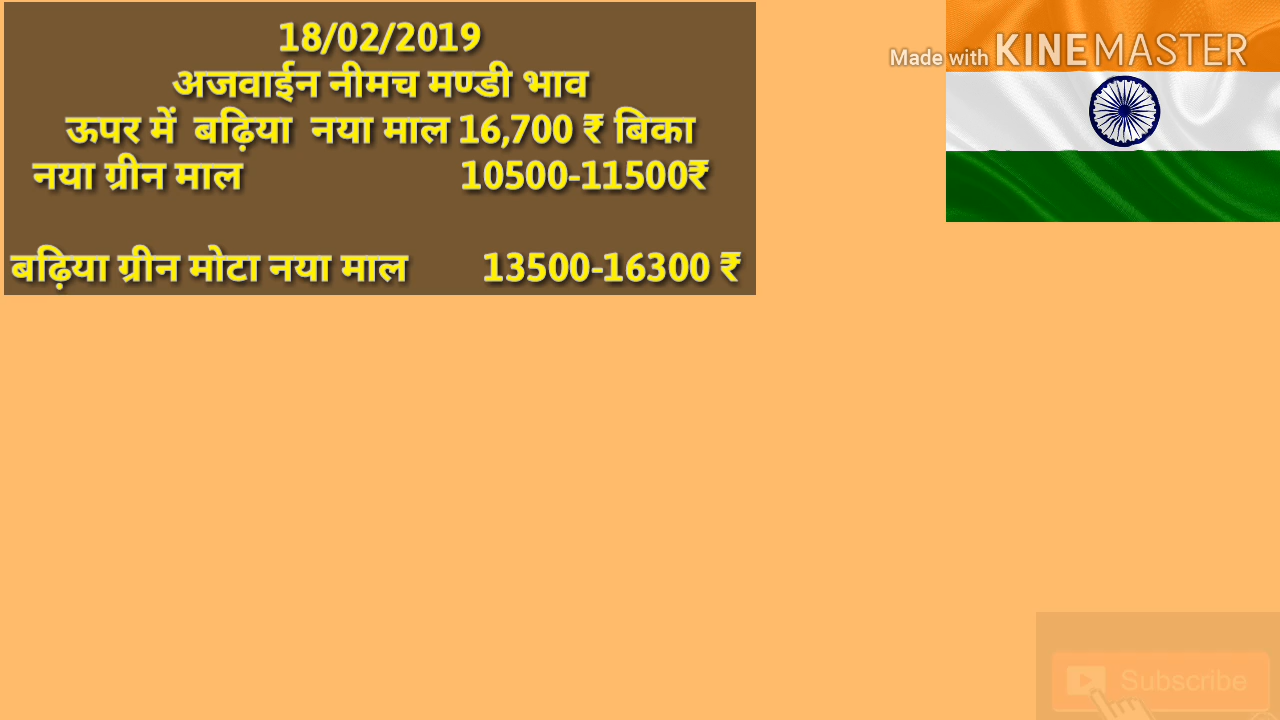 18/02/2019
अजवाईन नीमच मण्डी भाव
ऊपर में बढ़िया नया माल 16,700 ₹ बिका
नया ग्रीन माल 10500-11500₹
बढ़िया ग्रीन मोटा नया माल 13500-16300 ₹
Made with KINEMASTER
Subscribe